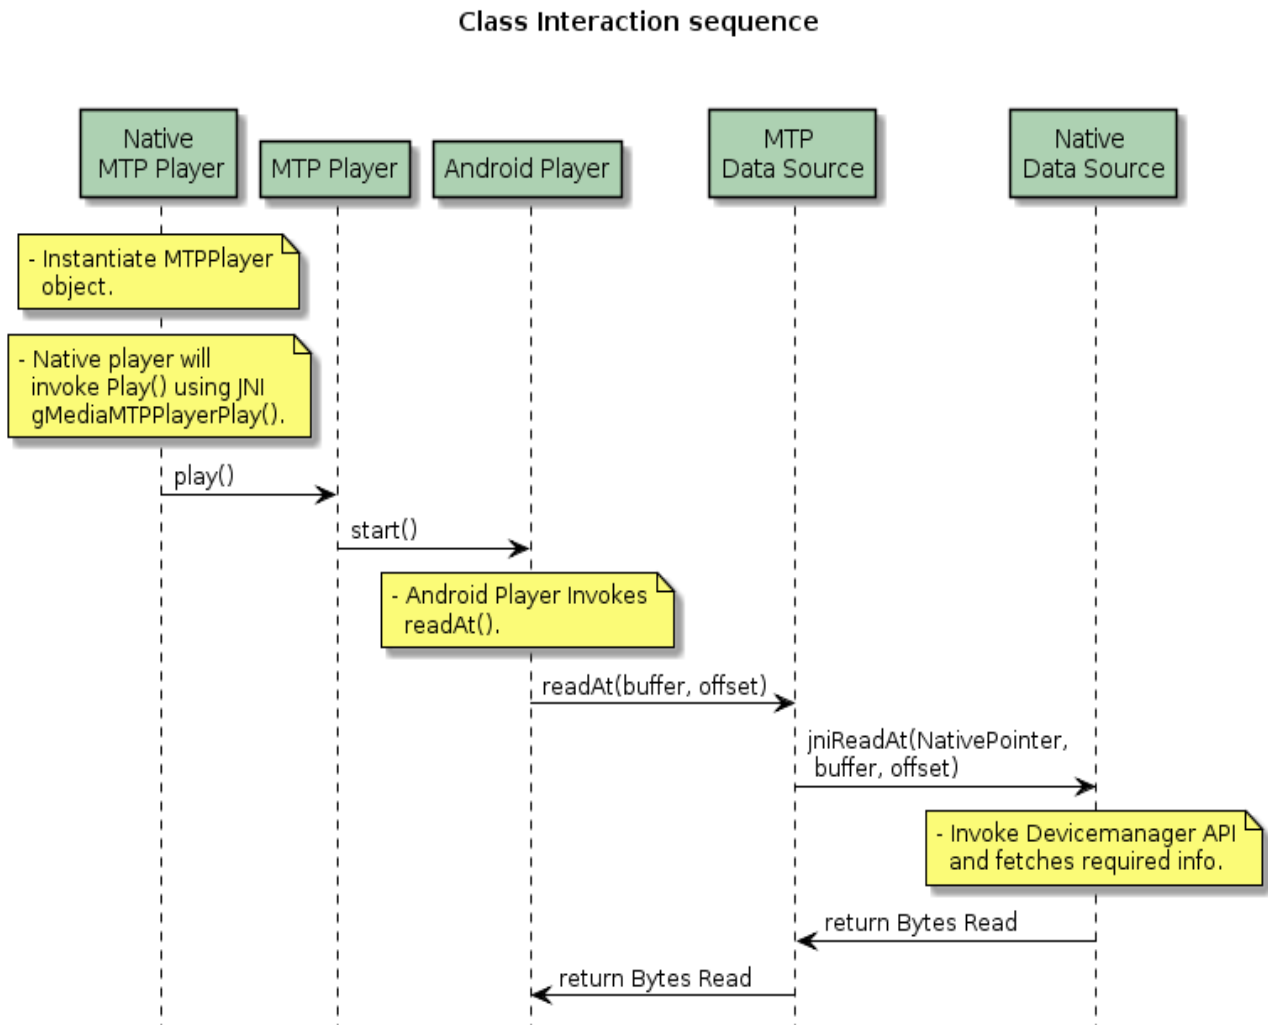 Class Interaction sequence
Native
MTP Player
MTP Player
Android Player
MTP
Data Source
Native
Data Source
- Instantiate MTPPlayer
object.
- Native player will
invoke Play() using JNI
gMediaMTPPlayerPlay().
play()
start()
- Android Player Invokes
readAt().
readAt(buffer, offset)
jniReadAt(NativePointer,
buffer, offset)
- Invoke Devicemanager API
and fetches required info.
return Bytes Read
return Bytes Read